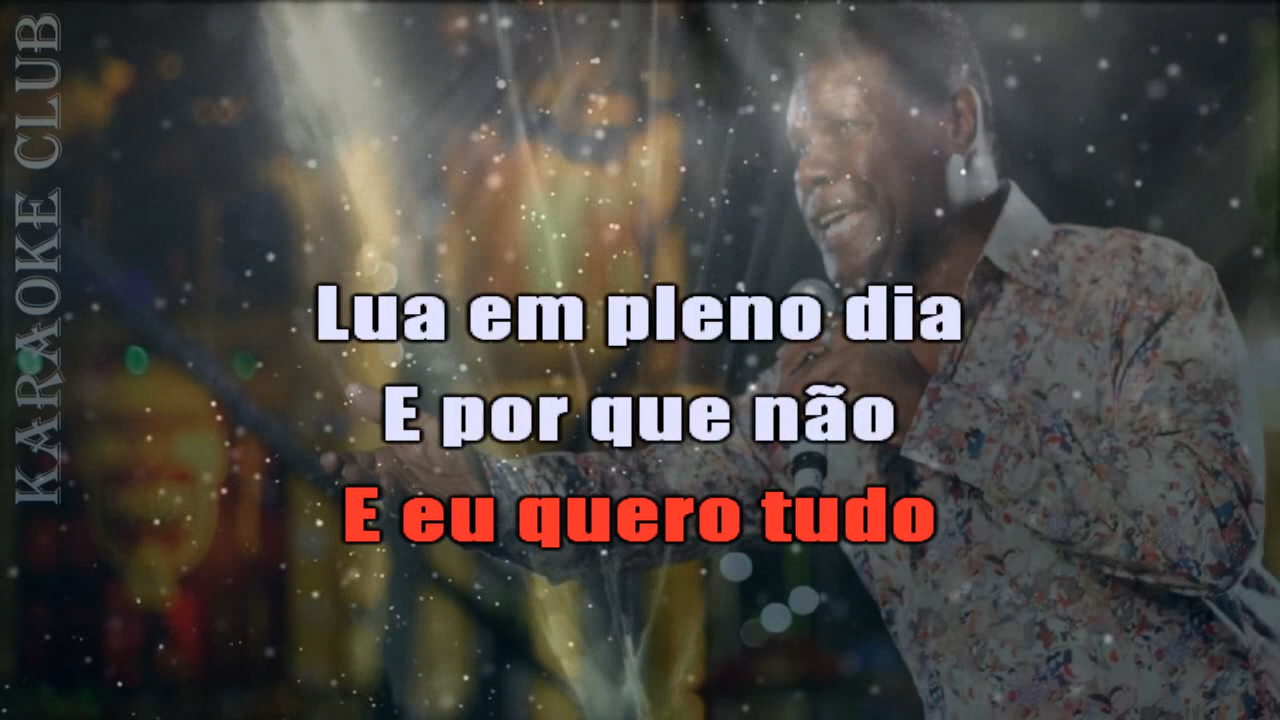 KARAOKE CLUB
Lua em pleno dia
E por que não
E eu quero tudo